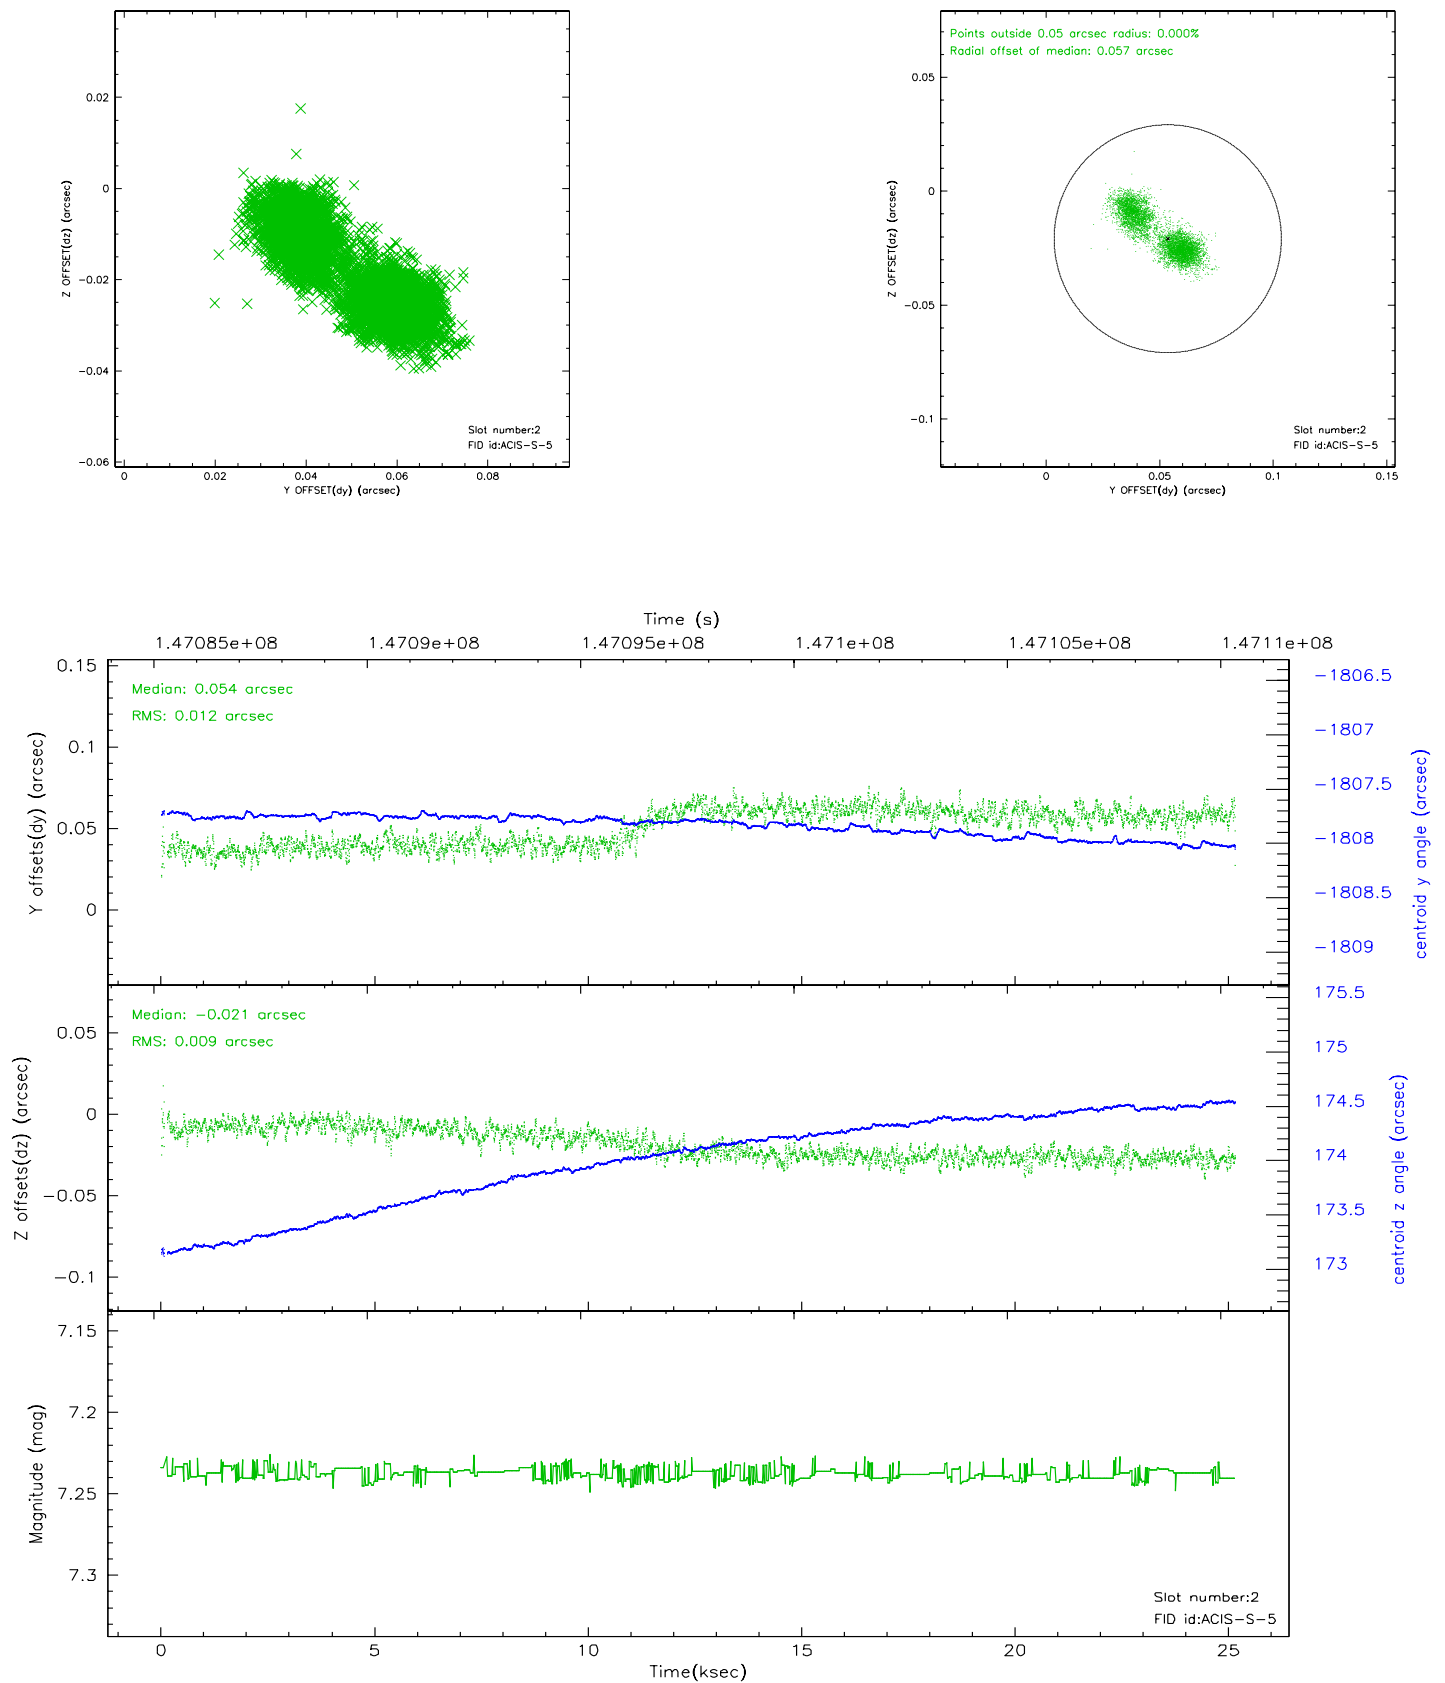 0.02
0
-0.02
-0.04
-0.06
Z OFFSET(dz) (arcsec)
Slot number:2
FID id:ACIS-S-5
0 0.02 0.04 0.06 0.08
Y OFFSET(dy) (arcsec)
Points outside 0.05 arcsec radius: 0.000%
Radial offset of median: 0.057 arcsec
0.05
0
-0.05
-0.1
Z OFFSET(dz) (arcsec)
Slot number:2
FID id:ACIS-S-5
0 0.05 0.1 0.15
Y OFFSET(dy) (arcsec)
Time (s)
1.47085e+08 1.4709e+08 1.47095e+08 1.471e+08 1.47105e+08 1.4711e+08
Median: 0.054 arcsec
RMS: 0.012 arcsec
0.15
0.1
0.05
0
Y offsets(dy) (arcsec)
-1806.5
-1807
-1807.5
-1808
-1808.5
-1809
centroid y angle (arcsec)
Median: -0.021 arcsec
RMS: 0.009 arcsec
0.05
0
-0.05
-0.1
Z offsets(dz) (arcsec)
175.5
175
174.5
174
173.5
173
centroid z angle (arcsec)
7.15
7.2
7.25
7.3
Magnitude (mag)
Slot number:2
FID id:ACIS-S-5
0 5 10 15 20 25
Time(ksec)